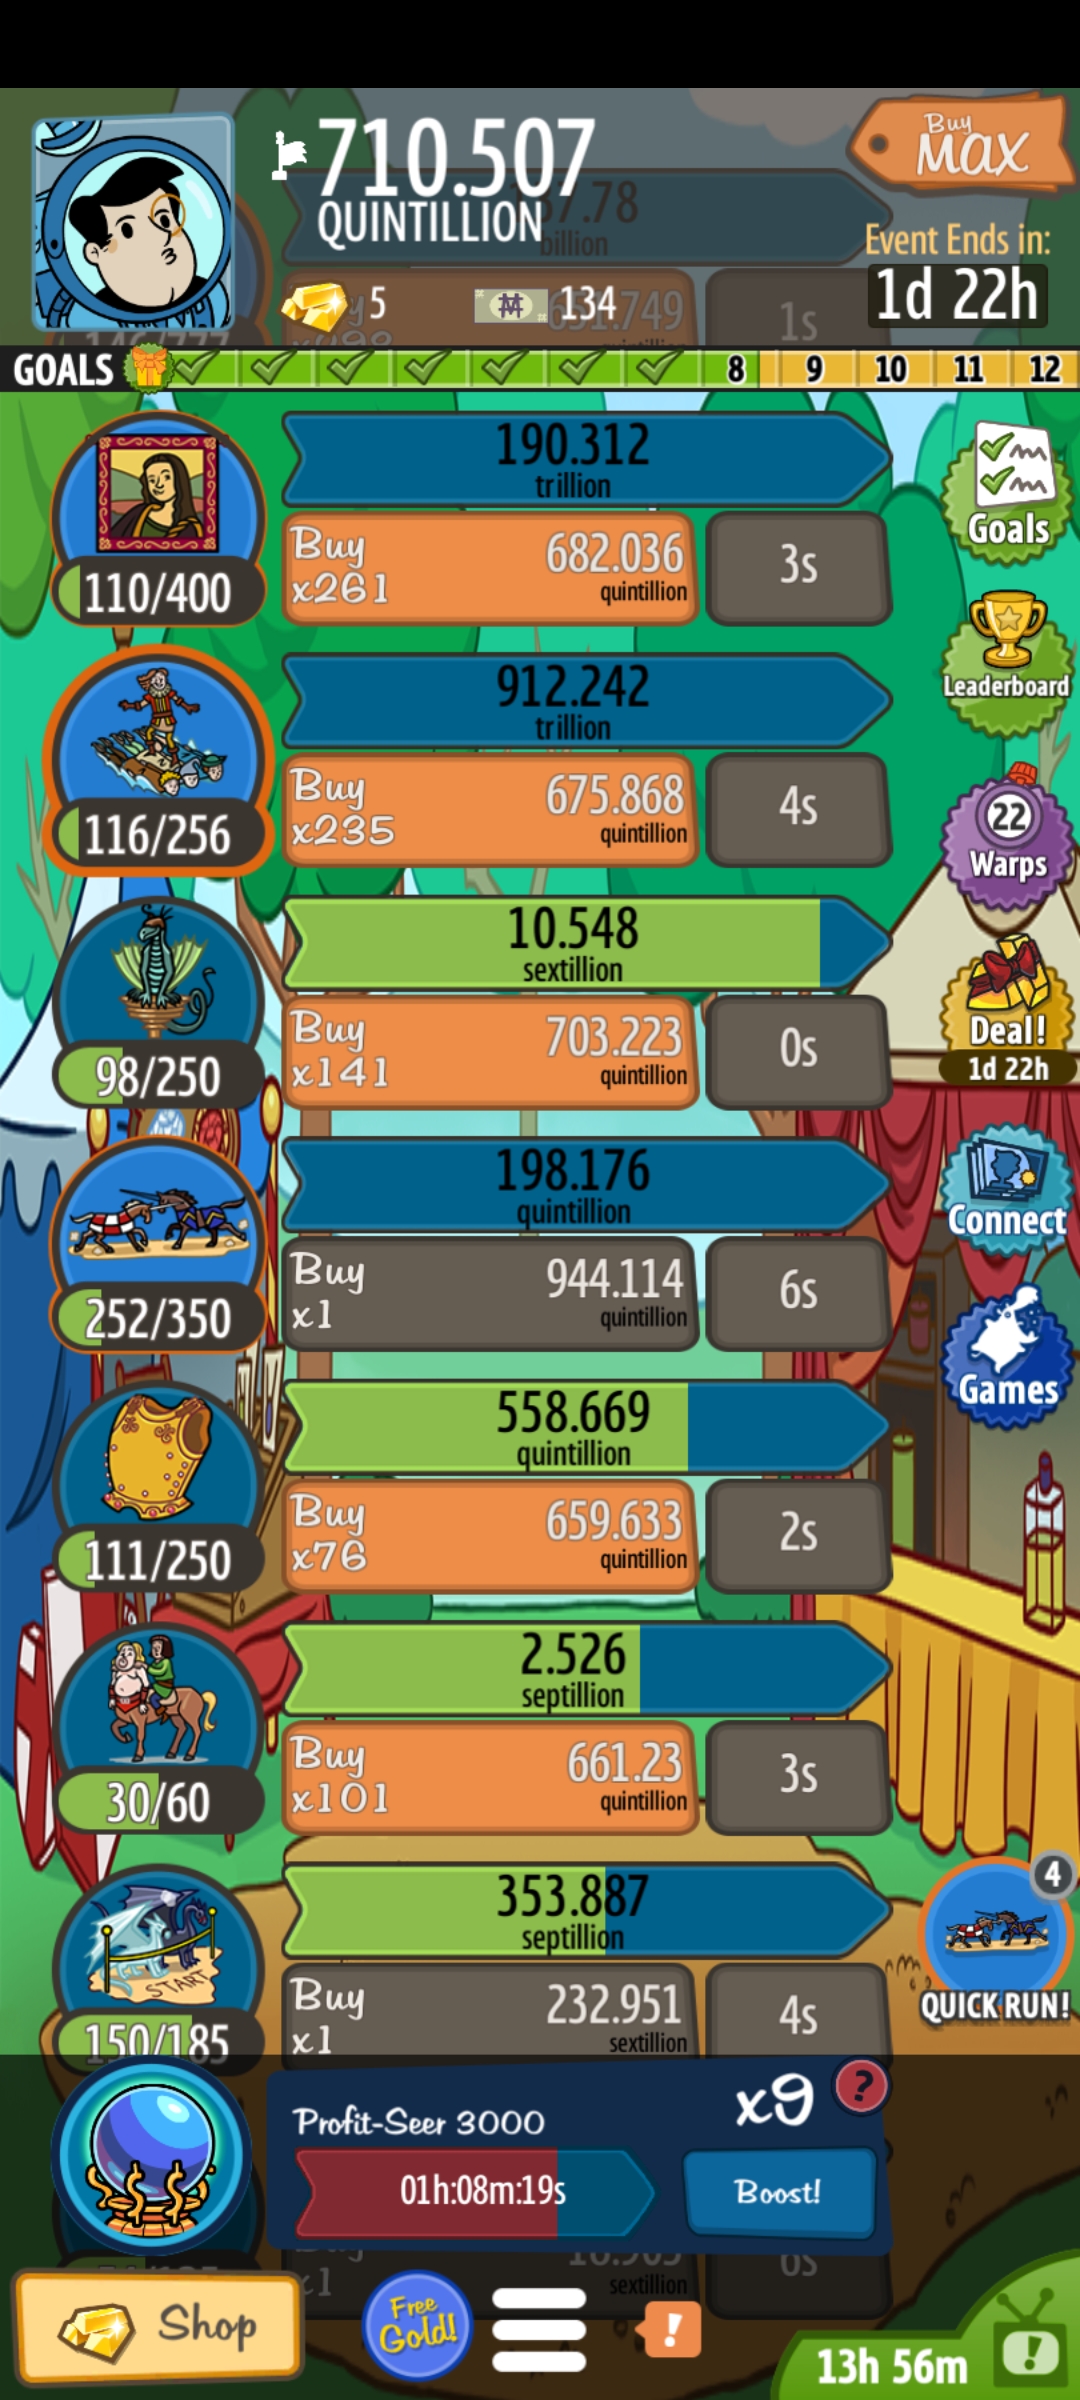 710.507
QUINTILLION
Buy
MAX
5
134
Event Ends in:
1d 22h
37.78
billion
651.749
1s
GOALS 8 9 10 11 12
190.312
trillion
Buy
x261
682.036
quintillion
3s
110/400
Goals
Leaderboard
912.242
trillion
Buy
x235
675.868
quintillion
4s
116/256
22
Warps
10.548
sextillion
Buy
x141
703.223
quintillion
0s
98/250
Deal!
1d 22h
198.176
quintillion
Buy
x1
944.114
quintillion
6s
252/350
Connect
Games
558.669
quintillion
Buy
x76
659.633
quintillion
2s
111/250
2.526
septillion
Buy
x101
661.23
quintillion
3s
30/60
353.887
septillion
START
Buy
x1
232.951
sextillion
4s
150/185
4
QUICK RUN!
Profit-Seer 3000
x9
?
01h:08m:19s
Boost!
sextillion
Shop
Free
Gold!
!
13h 56m
!